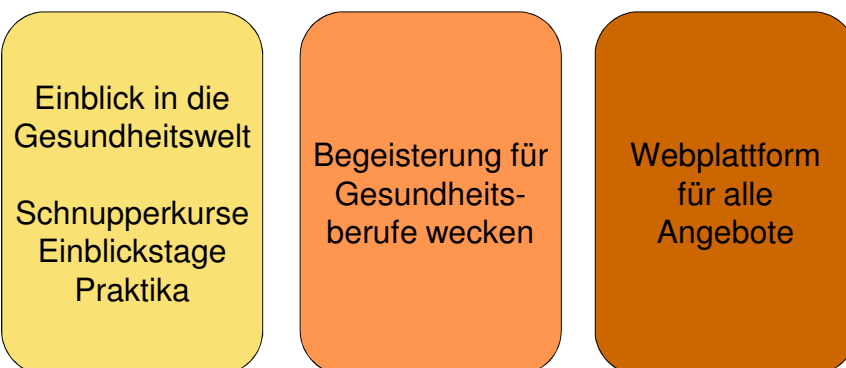 Einblick in die
Gesundheitswelt
Schnupperkurse
Einblickstage
Praktika
Begeisterung für
Gesundheits-
berufe wecken
Webplattform
für alle
Angebote